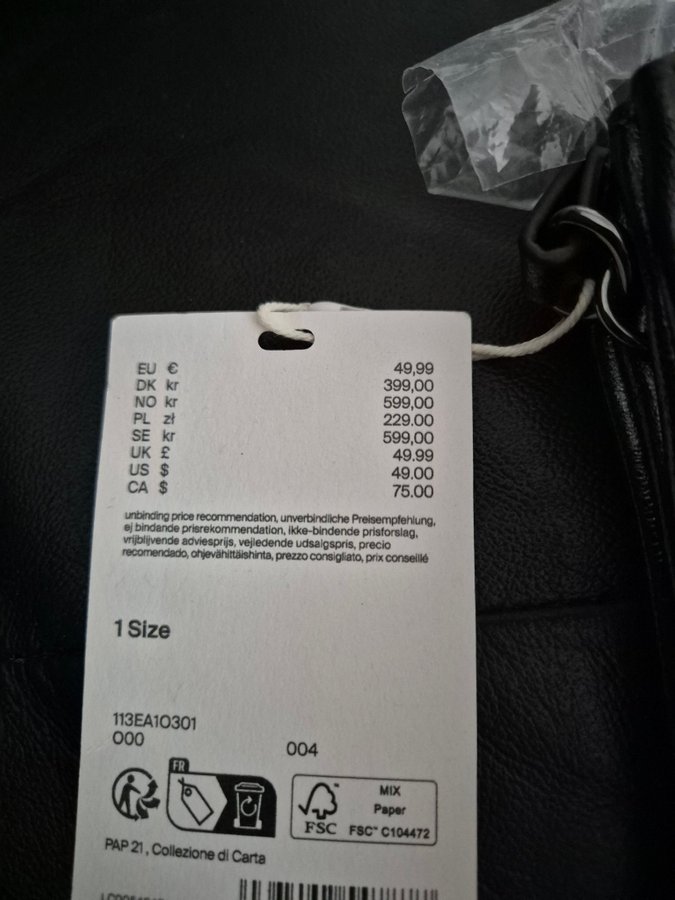 EU € 49,99
DK kr 399,00
NO kr 599,00
PL zł 229.00
SE kr 599,00
UK £ 49.99
US $ 49.00
CA $ 75.00
unbinding price recommendation, unverbindliche Preisempfehlung,
ej bindande prisrekommendation, ikke-bindende prisforslag,
vrijblijvende adviesprijs, vejledende udsalgspris, precio
recomendado, ohjevähittäishinta, prezzo consigliato, prix conseillé
1 Size
113EA1O301
000
004
FR
MIX
Paper
FSC
FSC™ C104472
PAP 21, Collezione di Carta